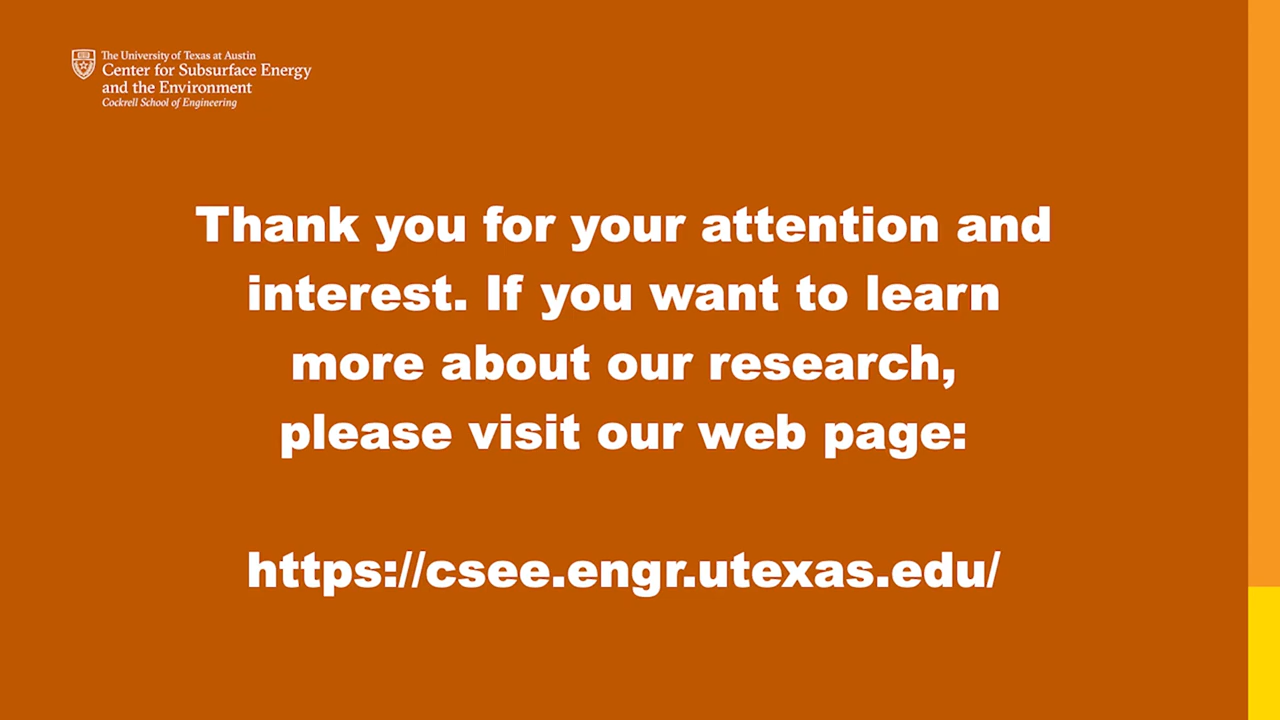 The University of Texas at Austin
Center for Subsurface Energy
and the Environment
Cockrell School of Engineering
Thank you for your attention and
interest. If you want to learn
more about our research,
please visit our web page:
https://csee.engr.utexas.edu/